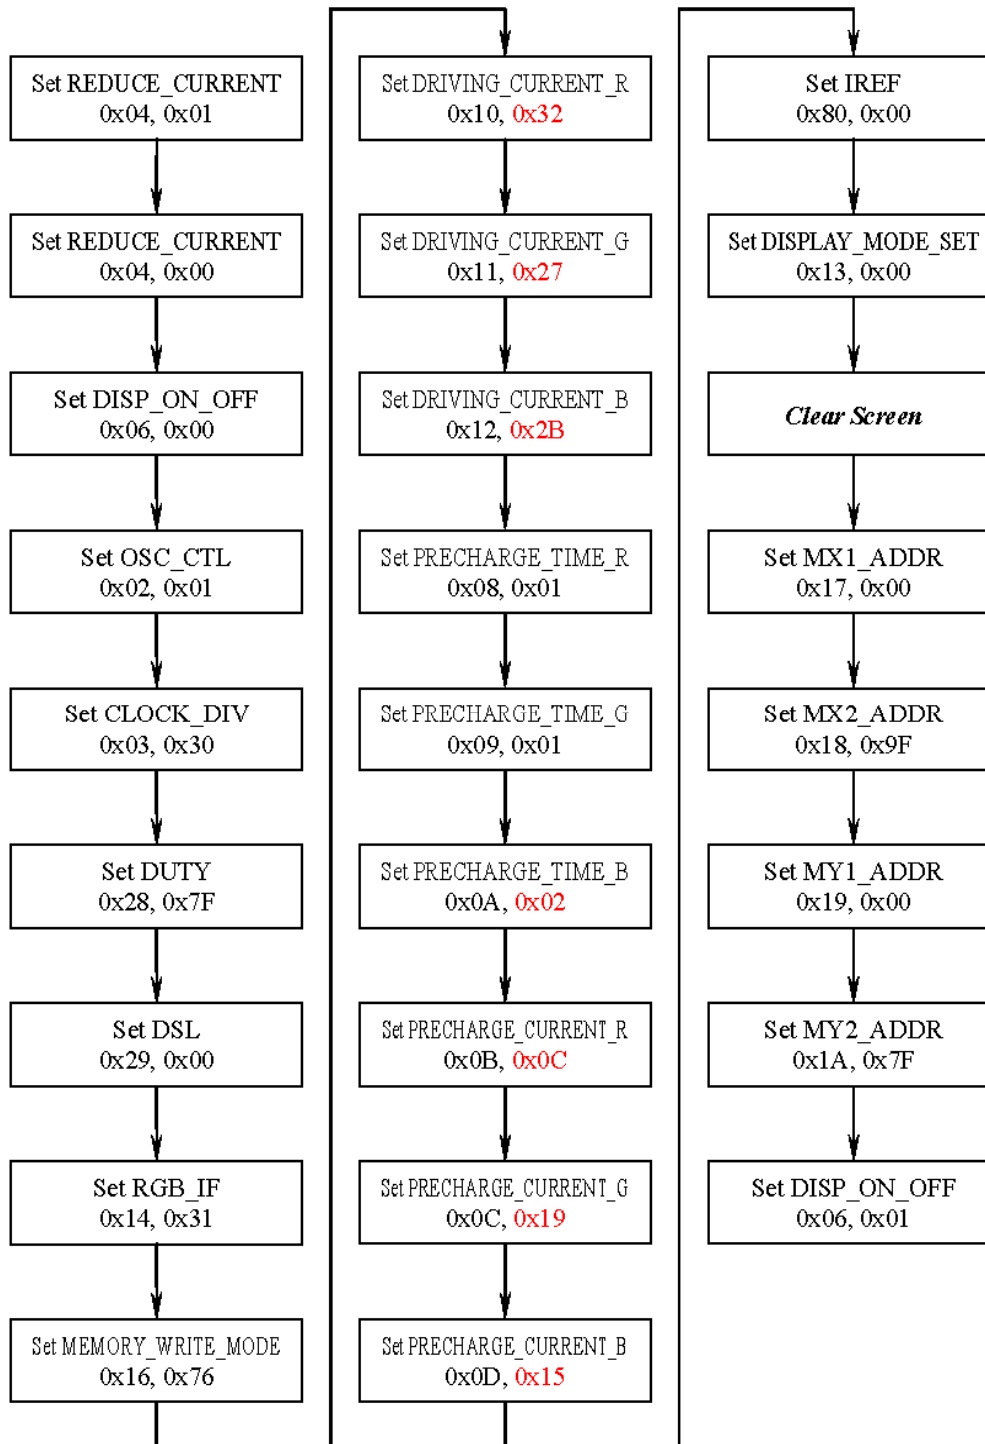 Set REDUCE_CURRENT
0x04, 0x01
Set REDUCE_CURRENT
0x04, 0x00
Set DISP_ON_OFF
0x06, 0x00
Set OSC_CTL
0x02, 0x01
Set CLOCK_DIV
0x03, 0x30
Set DUTY
0x28, 0x7F
Set DSL
0x29, 0x00
Set RGB_IF
0x14, 0x31
Set MEMORY_WRITE_MODE
0x16, 0x76
Set DRIVING_CURRENT_R
0x10, 0x32
Set DRIVING_CURRENT_G
0x11, 0x27
Set DRIVING_CURRENT_B
0x12, 0x2B
Set PRECHARGE_TIME_R
0x08, 0x01
Set PRECHARGE_TIME_G
0x09, 0x01
Set PRECHARGE_TIME_B
0x0A, 0x02
Set PRECHARGE_CURRENT_R
0x0B, 0x0C
Set PRECHARGE_CURRENT_G
0x0C, 0x19
Set PRECHARGE_CURRENT_B
0x0D, 0x15
Set IREF
0x80, 0x00
Set DISPLAY_MODE_SET
0x13, 0x00
Clear Screen
Set MX1_ADDR
0x17, 0x00
Set MX2_ADDR
0x18, 0x9F
Set MY1_ADDR
0x19, 0x00
Set MY2_ADDR
0x1A, 0x7F
Set DISP_ON_OFF
0x06, 0x01